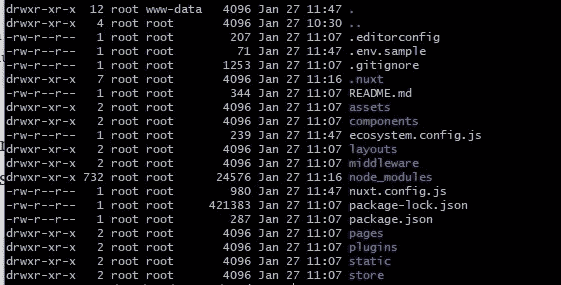 drwxr-xr-x 12 root www-data 4096 Jan 27 11:47 .
drwxr-xr-x 4 root root 4096 Jan 27 10:30 ..
-rw-r--r-- 1 root root 207 Jan 27 11:07 .editorconfig
-rw-r--r-- 1 root root 71 Jan 27 11:47 .env.sample
-rw-r--r-- 1 root root 1253 Jan 27 11:07 .gitignore
drwxr-xr-x 7 root root 4096 Jan 27 11:16 .nuxt
-rw-r--r-- 1 root root 344 Jan 27 11:07 README.md
drwxr-xr-x 2 root root 4096 Jan 27 11:07 assets
drwxr-xr-x 2 root root 4096 Jan 27 11:07 components
-rw-r--r-- 1 root root 239 Jan 27 11:47 ecosystem.config.js
drwxr-xr-x 2 root root 4096 Jan 27 11:07 layouts
drwxr-xr-x 2 root root 4096 Jan 27 11:07 middleware
drwxr-xr-x 732 root root 24576 Jan 27 11:16 node_modules
-rw-r--r-- 1 root root 980 Jan 27 11:47 nuxt.config.js
-rw-r--r-- 1 root root 421383 Jan 27 11:07 package-lock.json
-rw-r--r-- 1 root root 287 Jan 27 11:07 package.json
drwxr-xr-x 2 root root 4096 Jan 27 11:07 pages
drwxr-xr-x 2 root root 4096 Jan 27 11:07 plugins
drwxr-xr-x 2 root root 4096 Jan 27 11:07 static
drwxr-xr-x 2 root root 4096 Jan 27 11:07 store